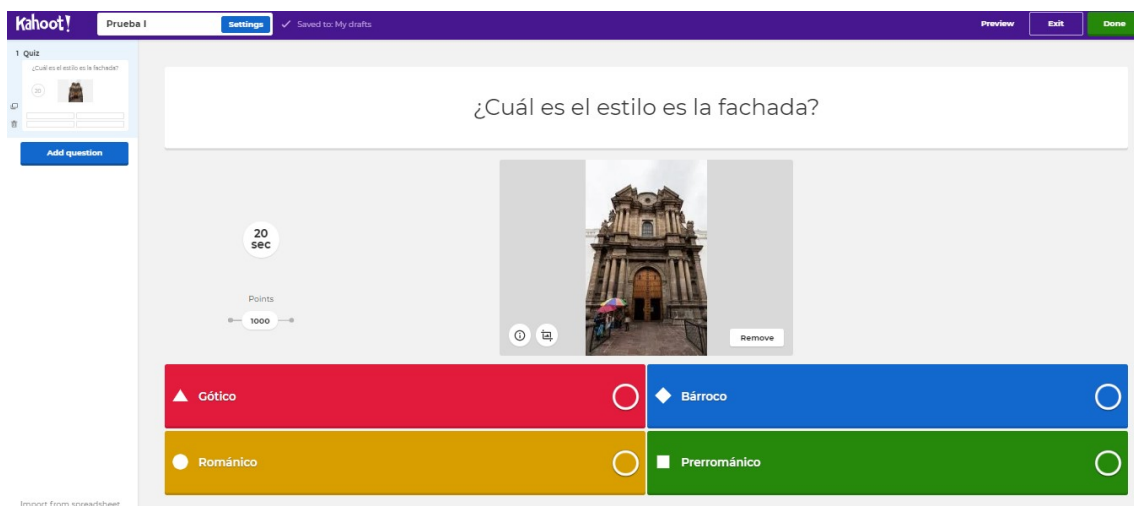 Kahoot! Prueba I Settings Saved to: My drafts Preview Exit Done
1 Quiz
¿Cuál es el estilo es la fachada?
20
Add question
¿Cuál es el estilo es la fachada?
20
sec
Points
1000
Remove
Gótico
Bárroco
Románico
Prerrománico
Import from spreadsheet